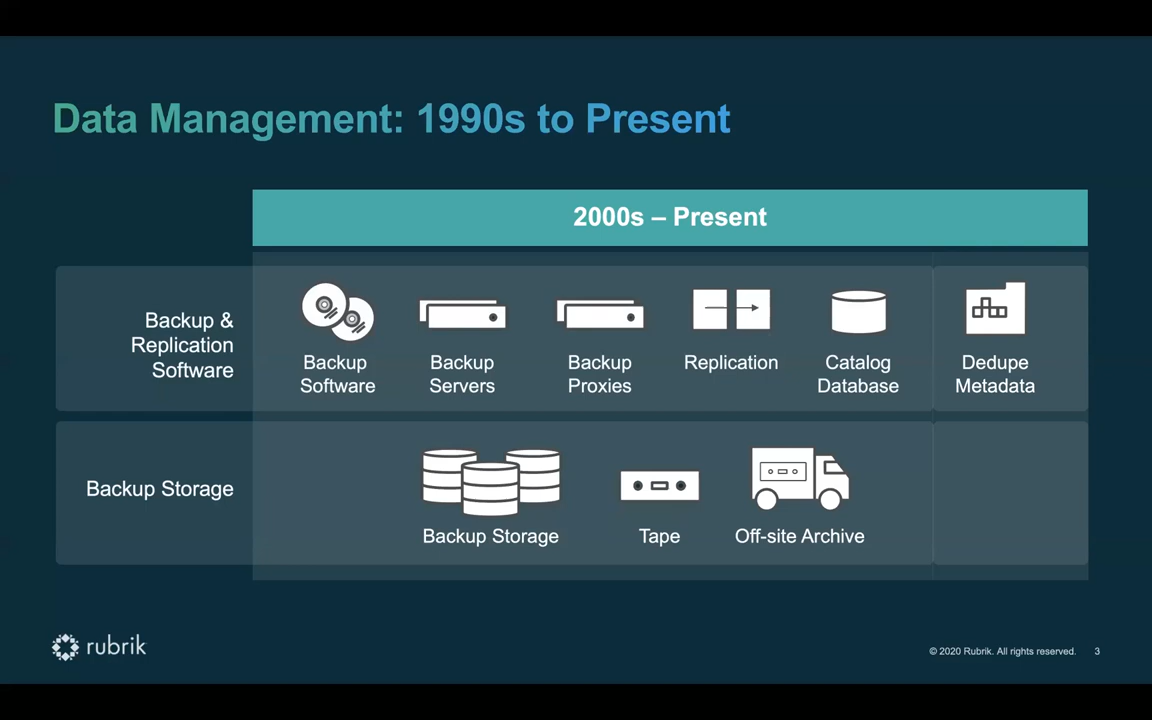 Data Management: 1990s to Present
2000s – Present
Backup &
Replication
Software
Backup
Software
Backup
Servers
Backup
Proxies
Replication
Catalog
Database
Dedupe
Metadata
Backup Storage
Backup Storage
Tape
Off-site Archive
rubrik
© 2020 Rubrik. All rights reserved.
3